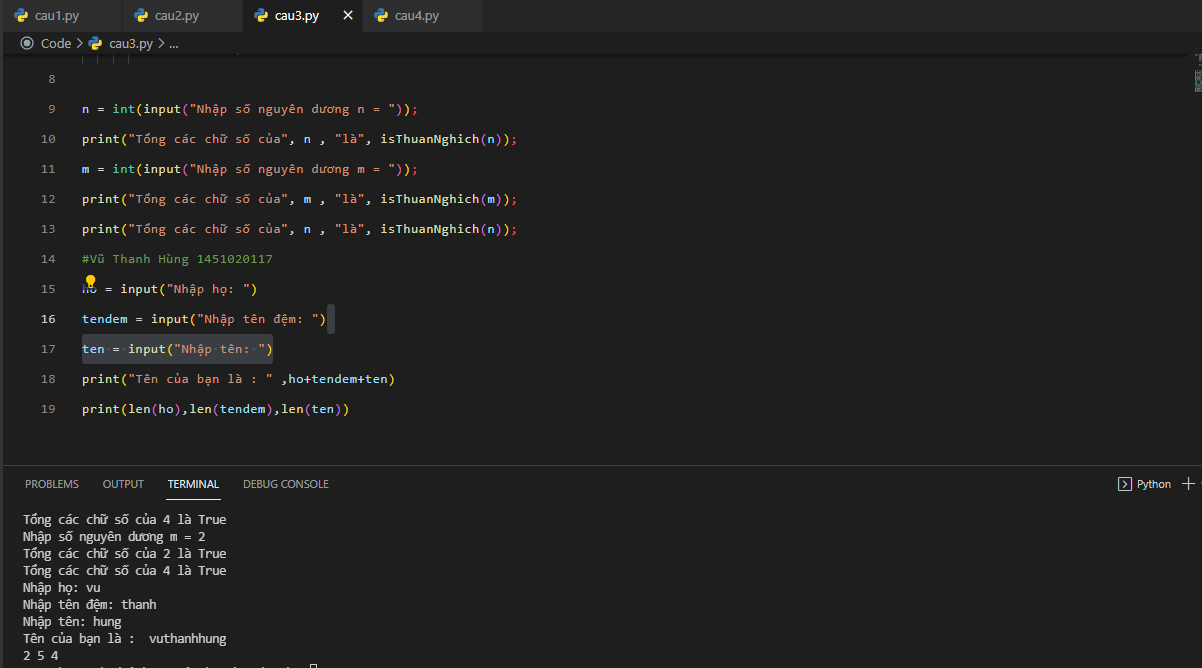 cau1.py cau2.py cau3.py cau4.py
Code > cau3.py > ...
8
9 n = int(input("Nhập số nguyên dương n = "));
10 print("Tổng các chữ số của", n , "là", isThuanNghich(n));
11 m = int(input("Nhập số nguyên dương m = "));
12 print("Tổng các chữ số của", m , "là", isThuanNghich(m));
13 print("Tổng các chữ số của", n , "là", isThuanNghich(n));
14 #Vũ Thanh Hùng 1451020117
15 ho = input("Nhập họ: ")
16 tendem = input("Nhập tên đệm: ")
17 ten = input("Nhập tên: ")
18 print("Tên của bạn là : " ,ho+tendem+ten)
19 print(len(ho),len(tendem),len(ten))
PROBLEMS OUTPUT TERMINAL DEBUG CONSOLE Python
Tổng các chữ số của 4 là True
Nhập số nguyên dương m = 2
Tổng các chữ số của 2 là True
Tổng các chữ số của 4 là True
Nhập họ: vu
Nhập tên đệm: thanh
Nhập tên: hung
Tên của bạn là :  vuthanhhung
2 5 4